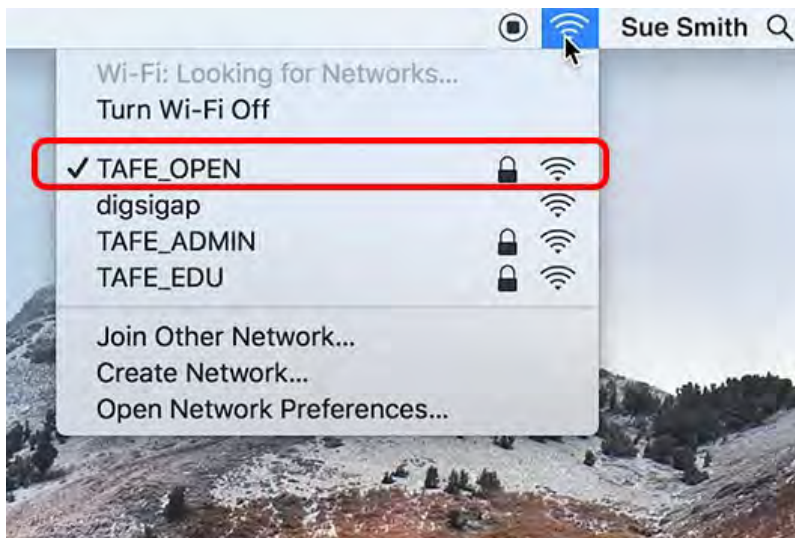 Sue Smith
Wi-Fi: Looking for Networks...
Turn Wi-Fi Off
✓ TAFE_OPEN
digsigap
TAFE_ADMIN
TAFE_EDU
Join Other Network...
Create Network...
Open Network Preferences...